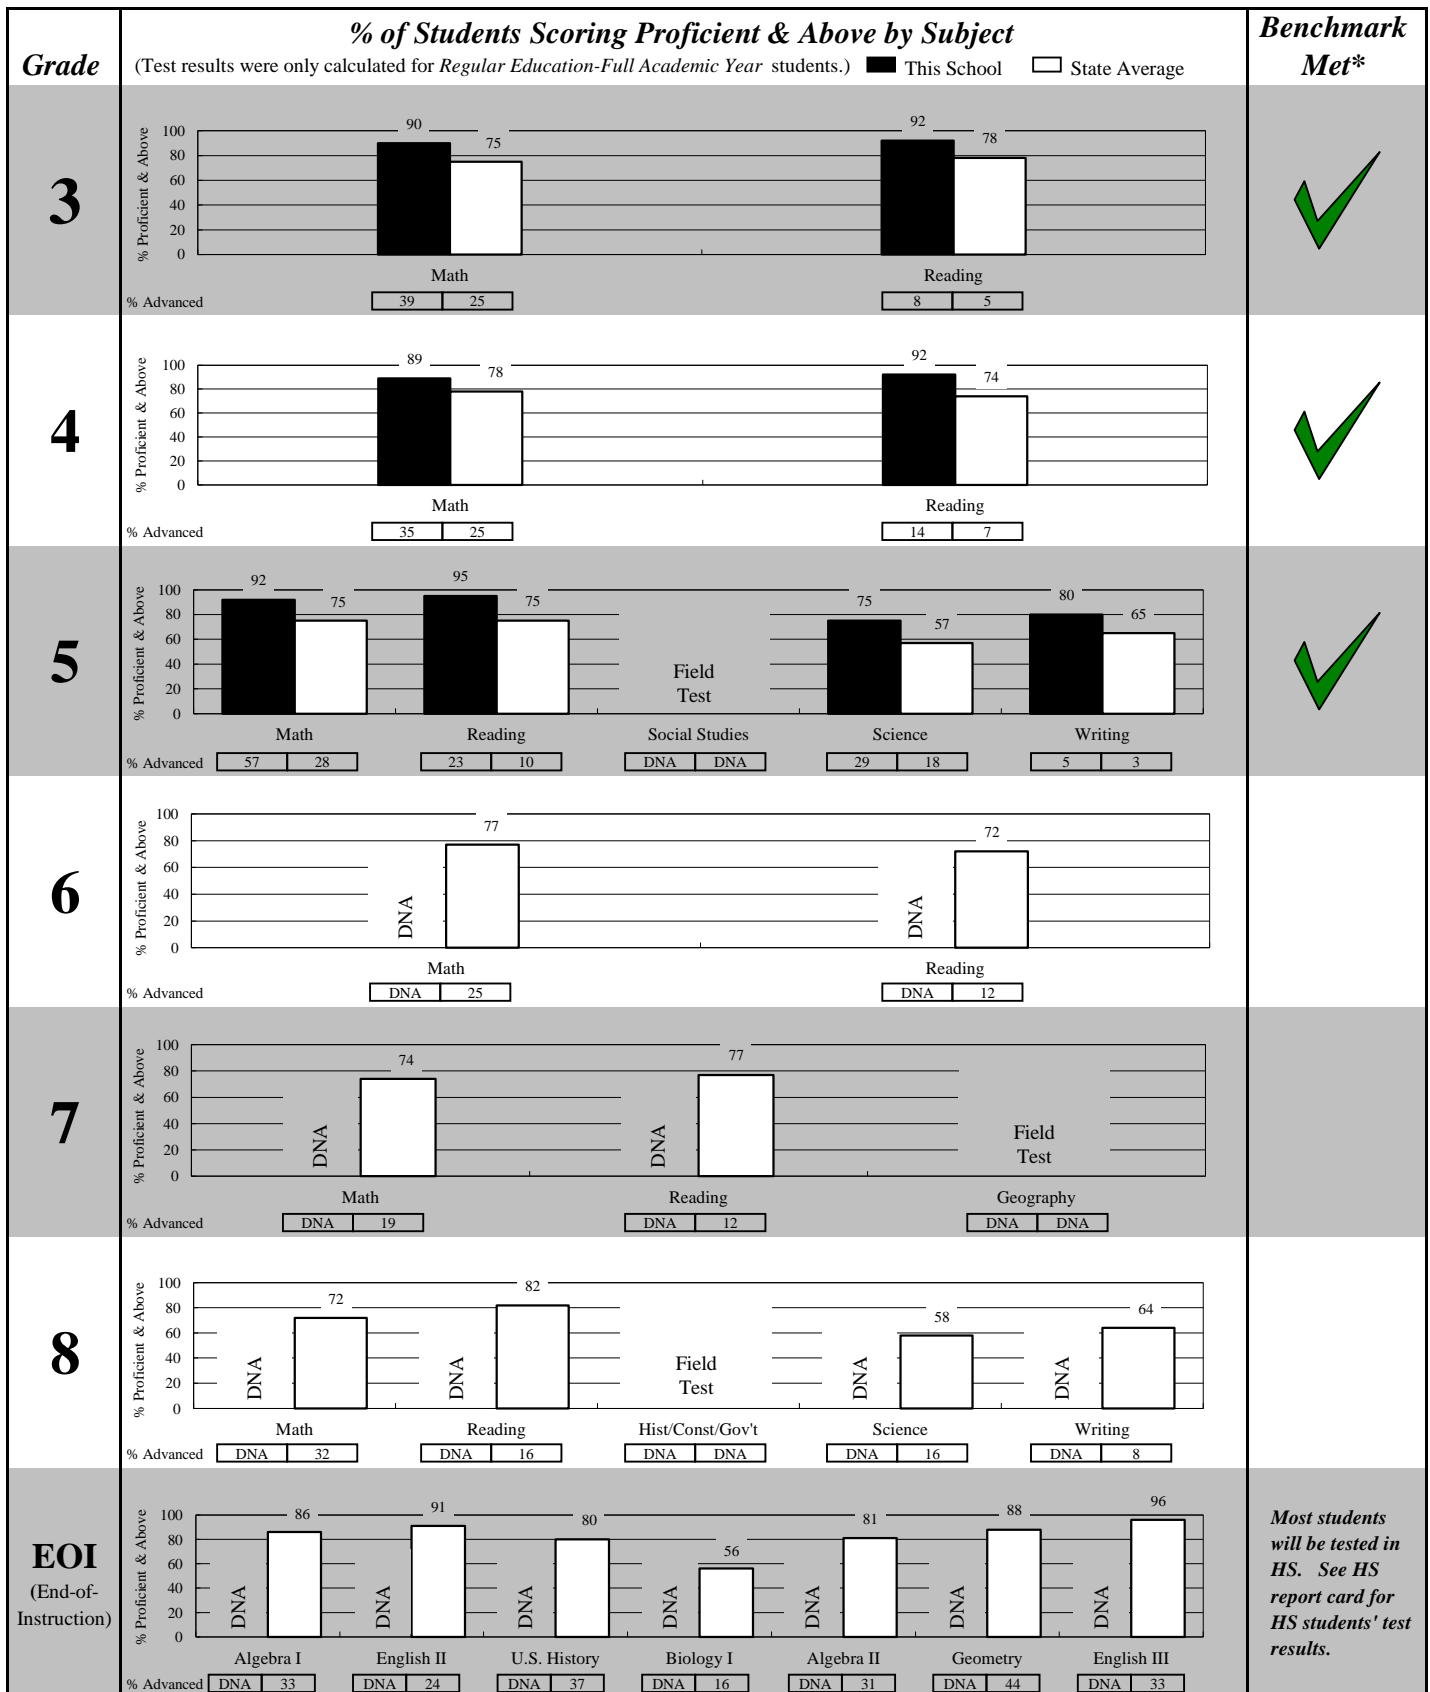 Grade
% of Students Scoring Proficient & Above by Subject
(Test results were only calculated for Regular Education-Full Academic Year students.) This School State Average
Benchmark
Met*
3
% Proficient & Above
100
80
60
40
20
0
90 75 92 78
Math Reading
% Advanced 39 25 8 5
4
% Proficient & Above
100
80
60
40
20
0
89 78 92 74
Math Reading
% Advanced 35 25 14 7
5
% Proficient & Above
100
80
60
40
20
0
92 75 95 75 75 57 80 65
Field
Test
Math Reading Social Studies Science Writing
% Advanced 57 28 23 10 DNA DNA 29 18 5 3
6
% Proficient & Above
100
80
60
40
20
0
DNA 77 DNA 72
Math Reading
% Advanced DNA 25 DNA 12
7
% Proficient & Above
100
80
60
40
20
0
DNA 74 DNA 77
Field
Test
Math Reading Geography
% Advanced DNA 19 DNA 12 DNA DNA
8
% Proficient & Above
100
80
60
40
20
0
DNA 72 DNA 82 DNA 58 DNA 64
Field
Test
Math Reading Hist/Const/Gov't Science Writing
% Advanced DNA 32 DNA 16 DNA DNA DNA 16 DNA 8
EOI
(End-of-
Instruction)
% Proficient & Above
100
80
60
40
20
0
DNA 86 DNA 91 DNA 80 DNA 56 DNA 81 DNA 88 DNA 96
Algebra I English II U.S. History Biology I Algebra II Geometry English III
% Advanced DNA 33 DNA 24 DNA 37 DNA 16 DNA 31 DNA 44 DNA 33
Most students
will be tested in
HS. See HS
report card for
HS students' test
results.